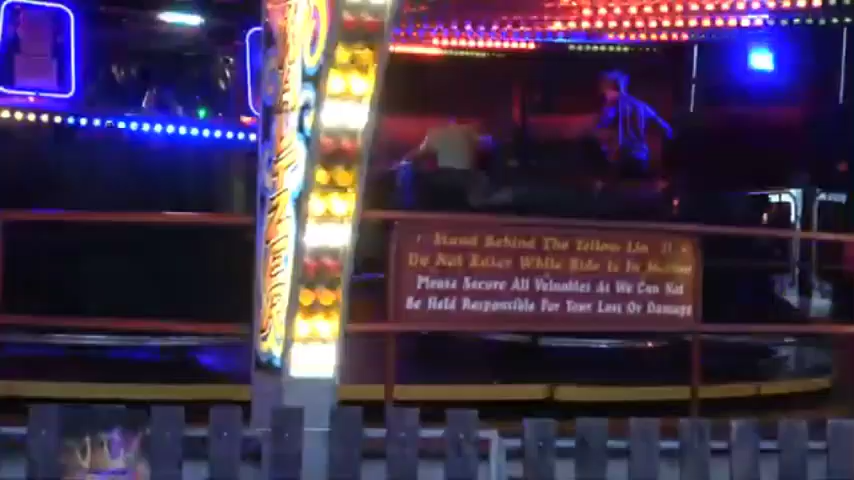 Stand Behind The Yellow Lin
Do Not Enter While Ride Is In Motion
Please Secure All Valuables As We Can Not
Be Held Responsible For Your Loss Or Damage